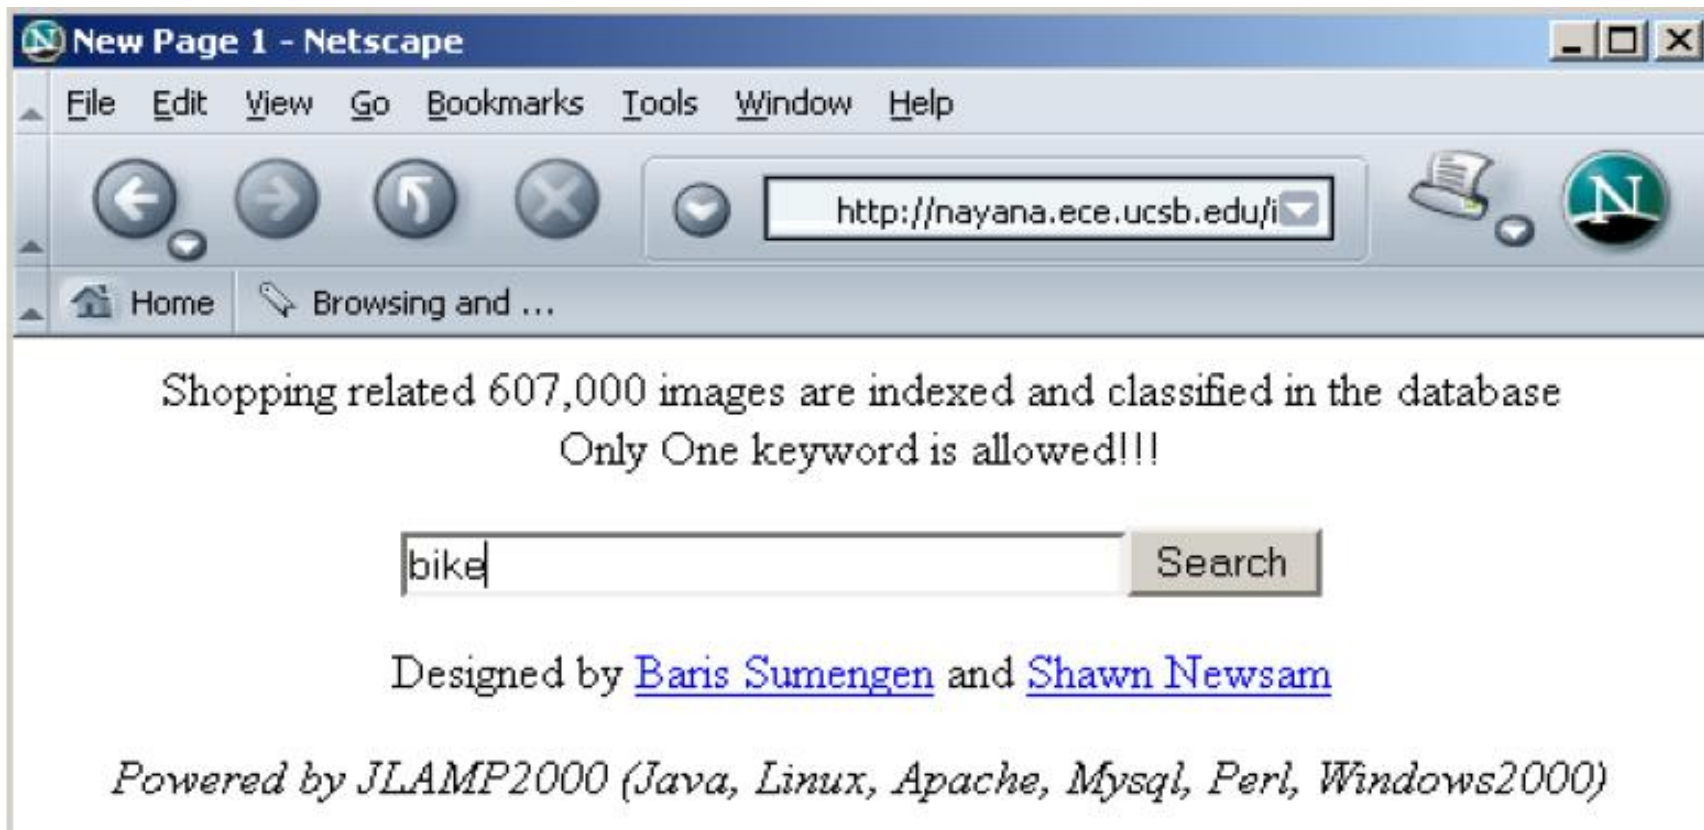 New Page 1 - Netscape
File Edit View Go Bookmarks Tools Window Help
http://nayana.ece.ucsb.edu/i
N
Home Browsing and ...
Shopping related 607,000 images are indexed and classified in the database
Only One keyword is allowed!!!
bike Search
Designed by Baris Sumengen and Shawn Newsam
Powered by JLAMP2000 (Java, Linux, Apache, Mysql, Perl, Windows2000)